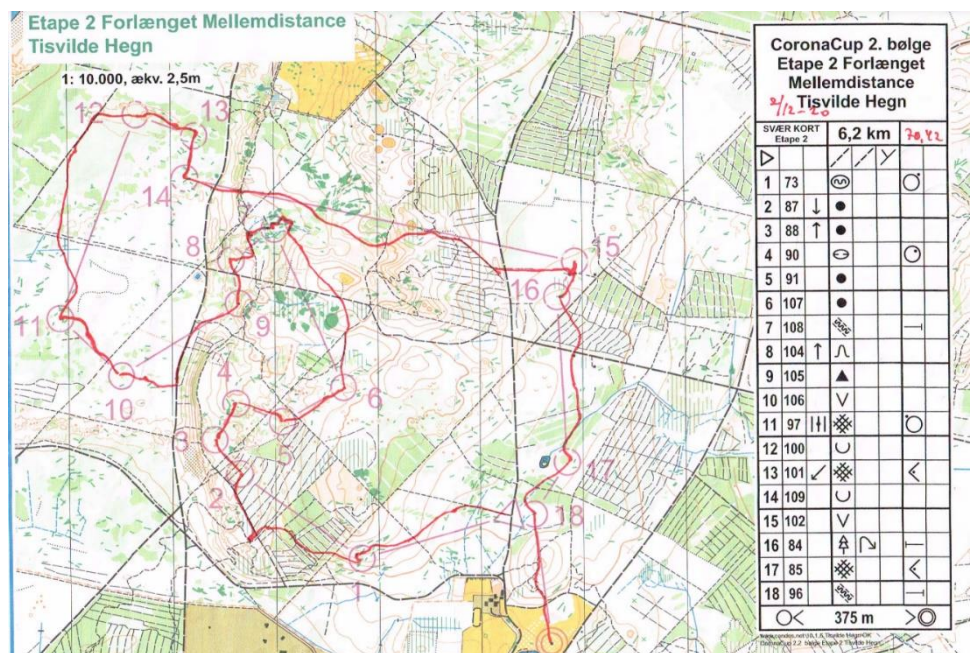 Etape 2 Forlænget Mellemdistance
Tisvilde Hegn
1: 10.000, ækv. 2,5m
12
13
14
8
15
16
11
9
10
4
6
3
5
2
17
18
1
CoronaCup 2. bølge
Etape 2 Forlænget
Mellemdistance
Tisvilde Hegn
2/12-20
SVÆR KORT
Etape 2
6,2 km
70,42
1 73
2 87 ↓
3 88 ↑
4 90
5 91
6 107
7 108
8 104 ↑
9 105
10 106
11 97
12 100
13 101 ↙
14 109
15 102
16 84
17 85
18 96
375 m